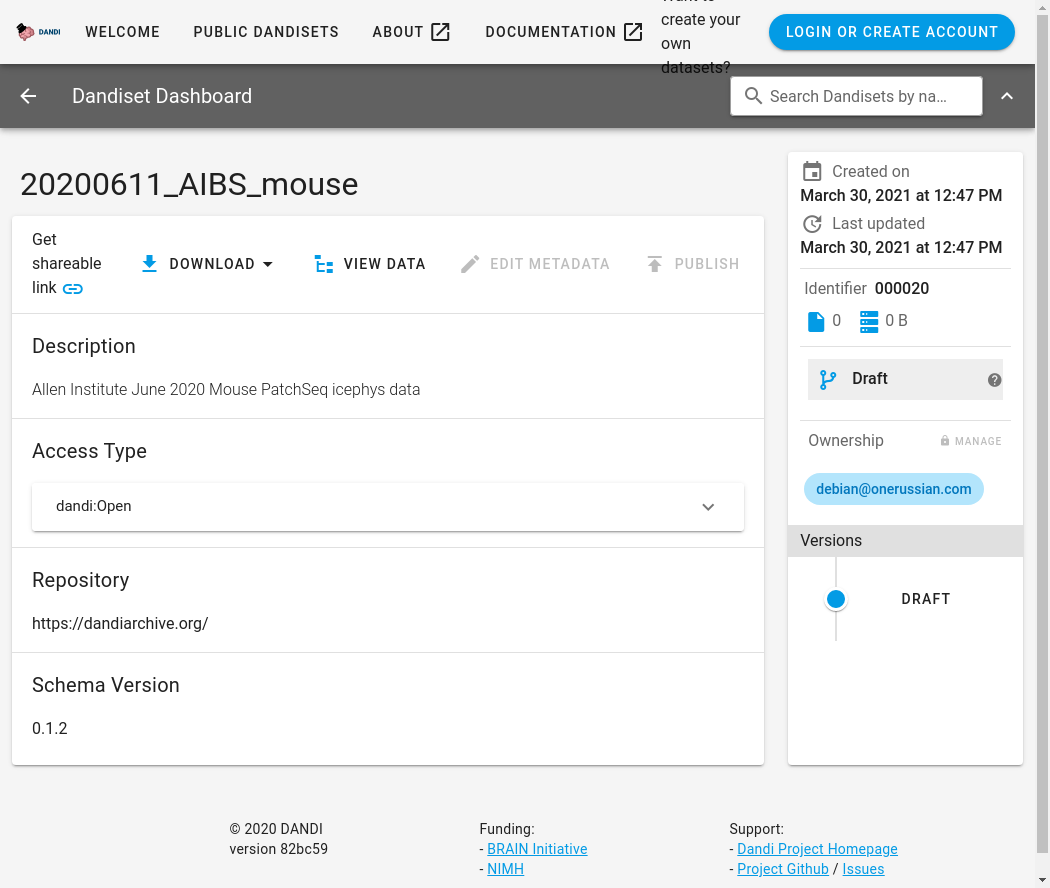 DANDI
WELCOME
PUBLIC DANDISETS
ABOUT
DOCUMENTATION
Want to
create your
own
datasets?
LOGIN OR CREATE ACCOUNT
Dandiset Dashboard
Search Dandisets by na…
20200611_AIBS_mouse
Get
shareable
link
DOWNLOAD
VIEW DATA
EDIT METADATA
PUBLISH
Description
Allen Institute June 2020 Mouse PatchSeq icephys data
Access Type
dandi:Open
Repository
https://dandiarchive.org/
Schema Version
0.1.2
Created on
March 30, 2021 at 12:47 PM
Last updated
March 30, 2021 at 12:47 PM
Identifier 000020
0 0 B
Draft
Ownership MANAGE
debian@onerussian.com
Versions
DRAFT
© 2020 DANDI
version 82bc59
Funding:
- BRAIN Initiative
- NIMH
Support:
- Dandi Project Homepage
- Project Github / Issues